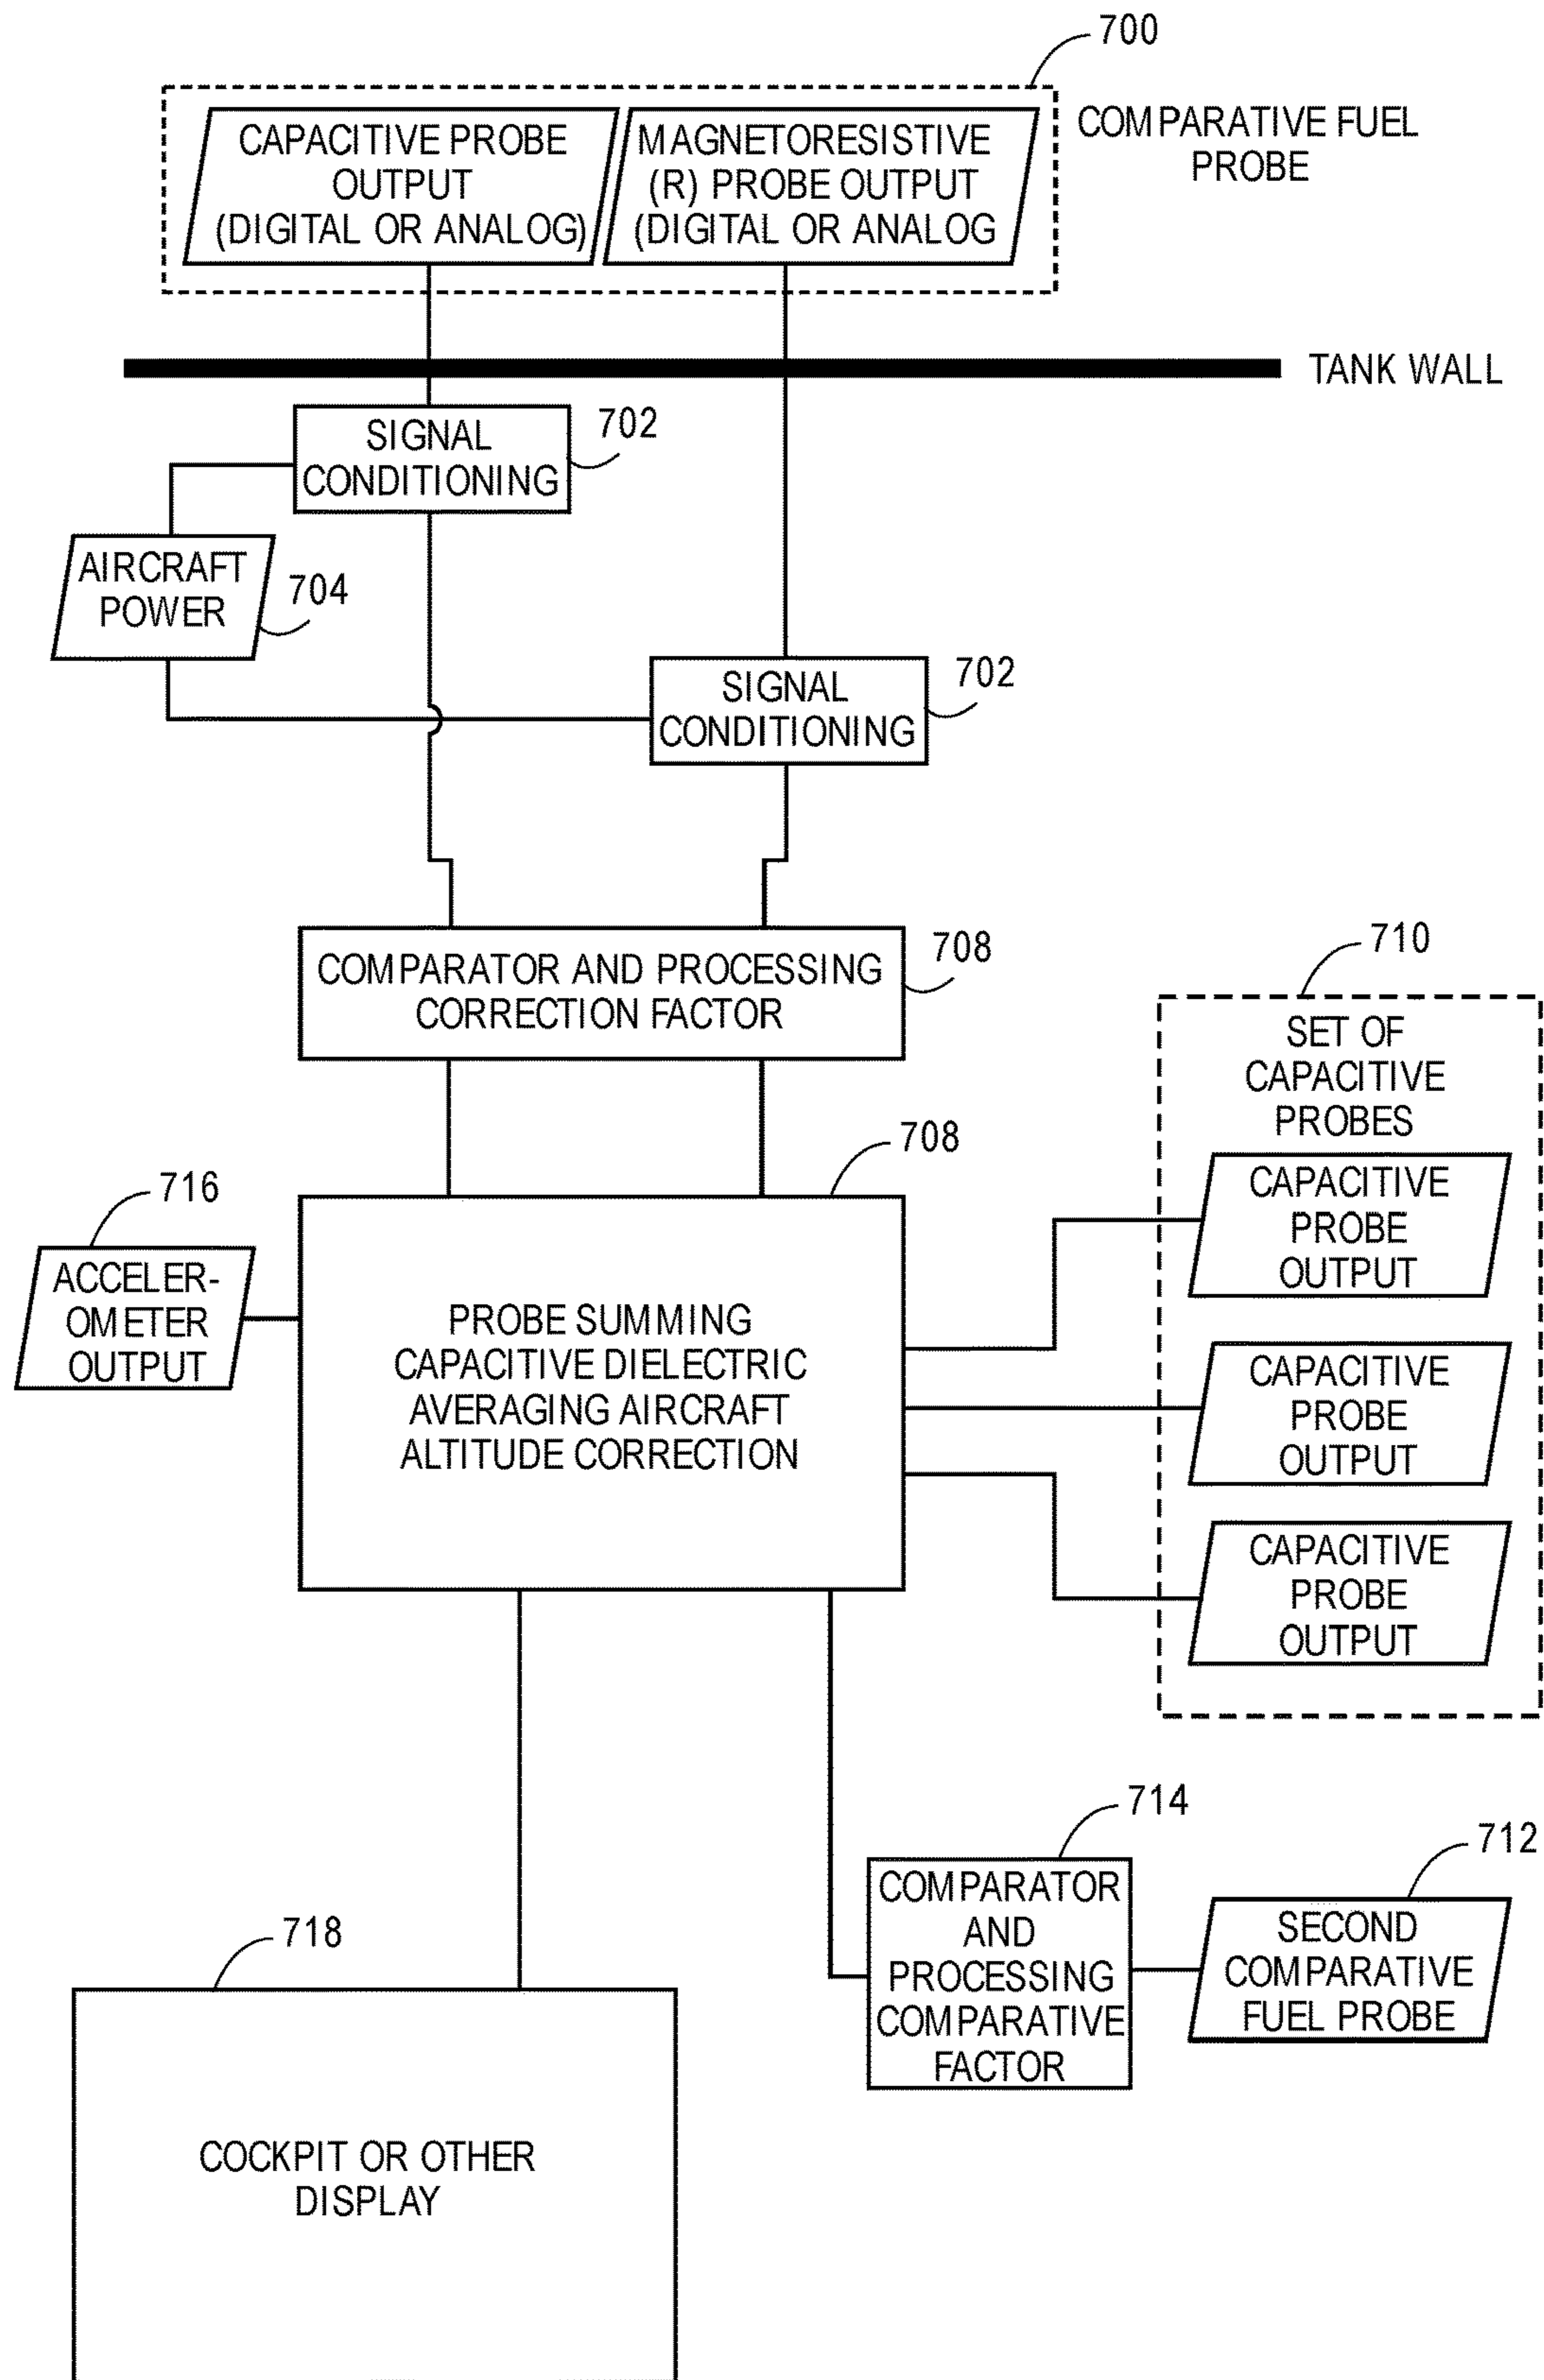 700
CAPACITIVE PROBE
OUTPUT
(DIGITAL OR ANALOG)
MAGNETORESISTIVE
(R) PROBE OUTPUT
(DIGITAL OR ANALOG
COMPARATIVE FUEL
PROBE
TANK WALL
SIGNAL
CONDITIONING
702
AIRCRAFT
POWER
704
SIGNAL
CONDITIONING
702
COMPARATOR AND PROCESSING
CORRECTION FACTOR
708
710
SET OF
CAPACITIVE
PROBES
CAPACITIVE
PROBE
OUTPUT
CAPACITIVE
PROBE
OUTPUT
CAPACITIVE
PROBE
OUTPUT
708
716
ACCELER-
OMETER
OUTPUT
PROBE SUMMING
CAPACITIVE DIELECTRIC
AVERAGING AIRCRAFT
ALTITUDE CORRECTION
714
COMPARATOR
AND
PROCESSING
COMPARATIVE
FACTOR
712
SECOND
COMPARATIVE
FUEL PROBE
718
COCKPIT OR OTHER
DISPLAY